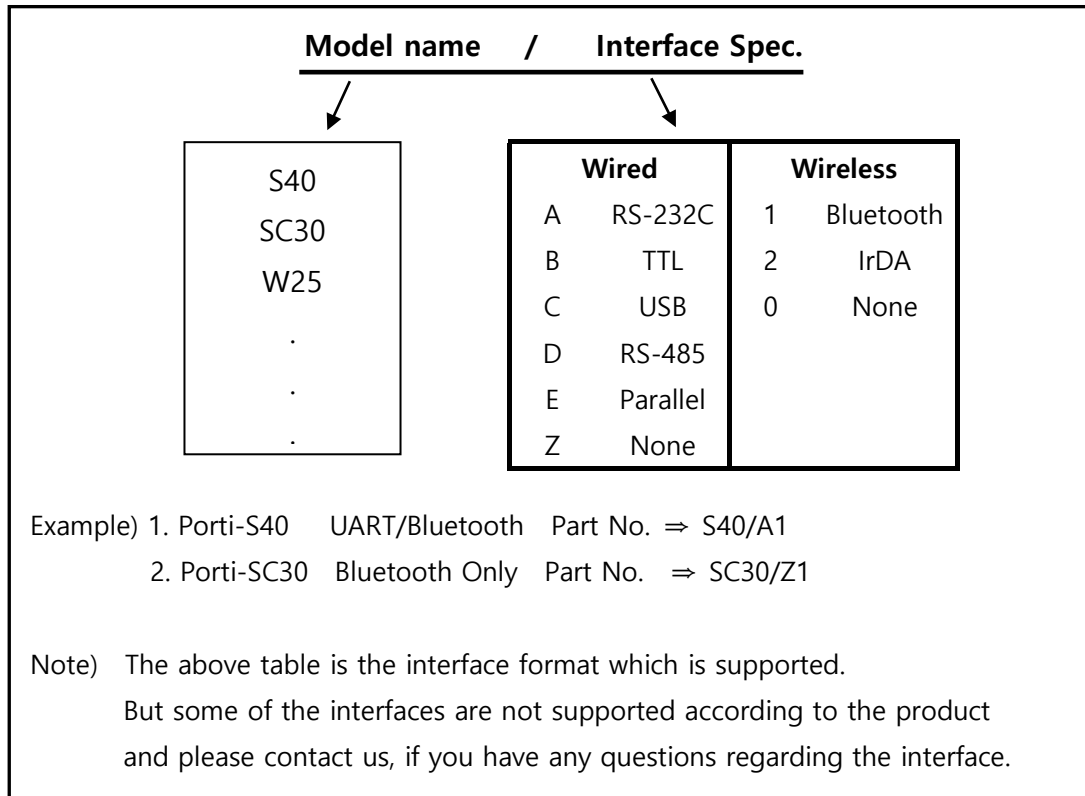 Model name / Interface Spec.
S40
SC30
W25
.
.
.
Wired Wireless
A RS-232C 1 Bluetooth
B TTL 2 IrDA
C USB 0 None
D RS-485
E Parallel
Z None
Example) 1. Porti-S40 UART/Bluetooth Part No. ⇒ S40/A1
2. Porti-SC30 Bluetooth Only Part No. ⇒ SC30/Z1
Note) The above table is the interface format which is supported.
But some of the interfaces are not supported according to the product
and please contact us, if you have any questions regarding the interface.